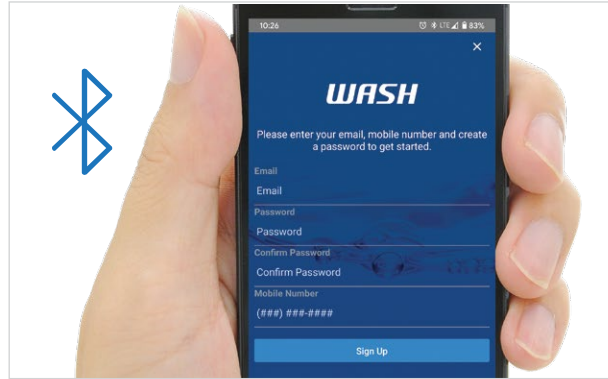 10:26
LTE 83%
WASH
Please enter your email, mobile number and create
a password to get started.
Email
Email
Password
Password
Confirm Password
Confirm Password
Mobile Number
(###) ###-####
Sign Up